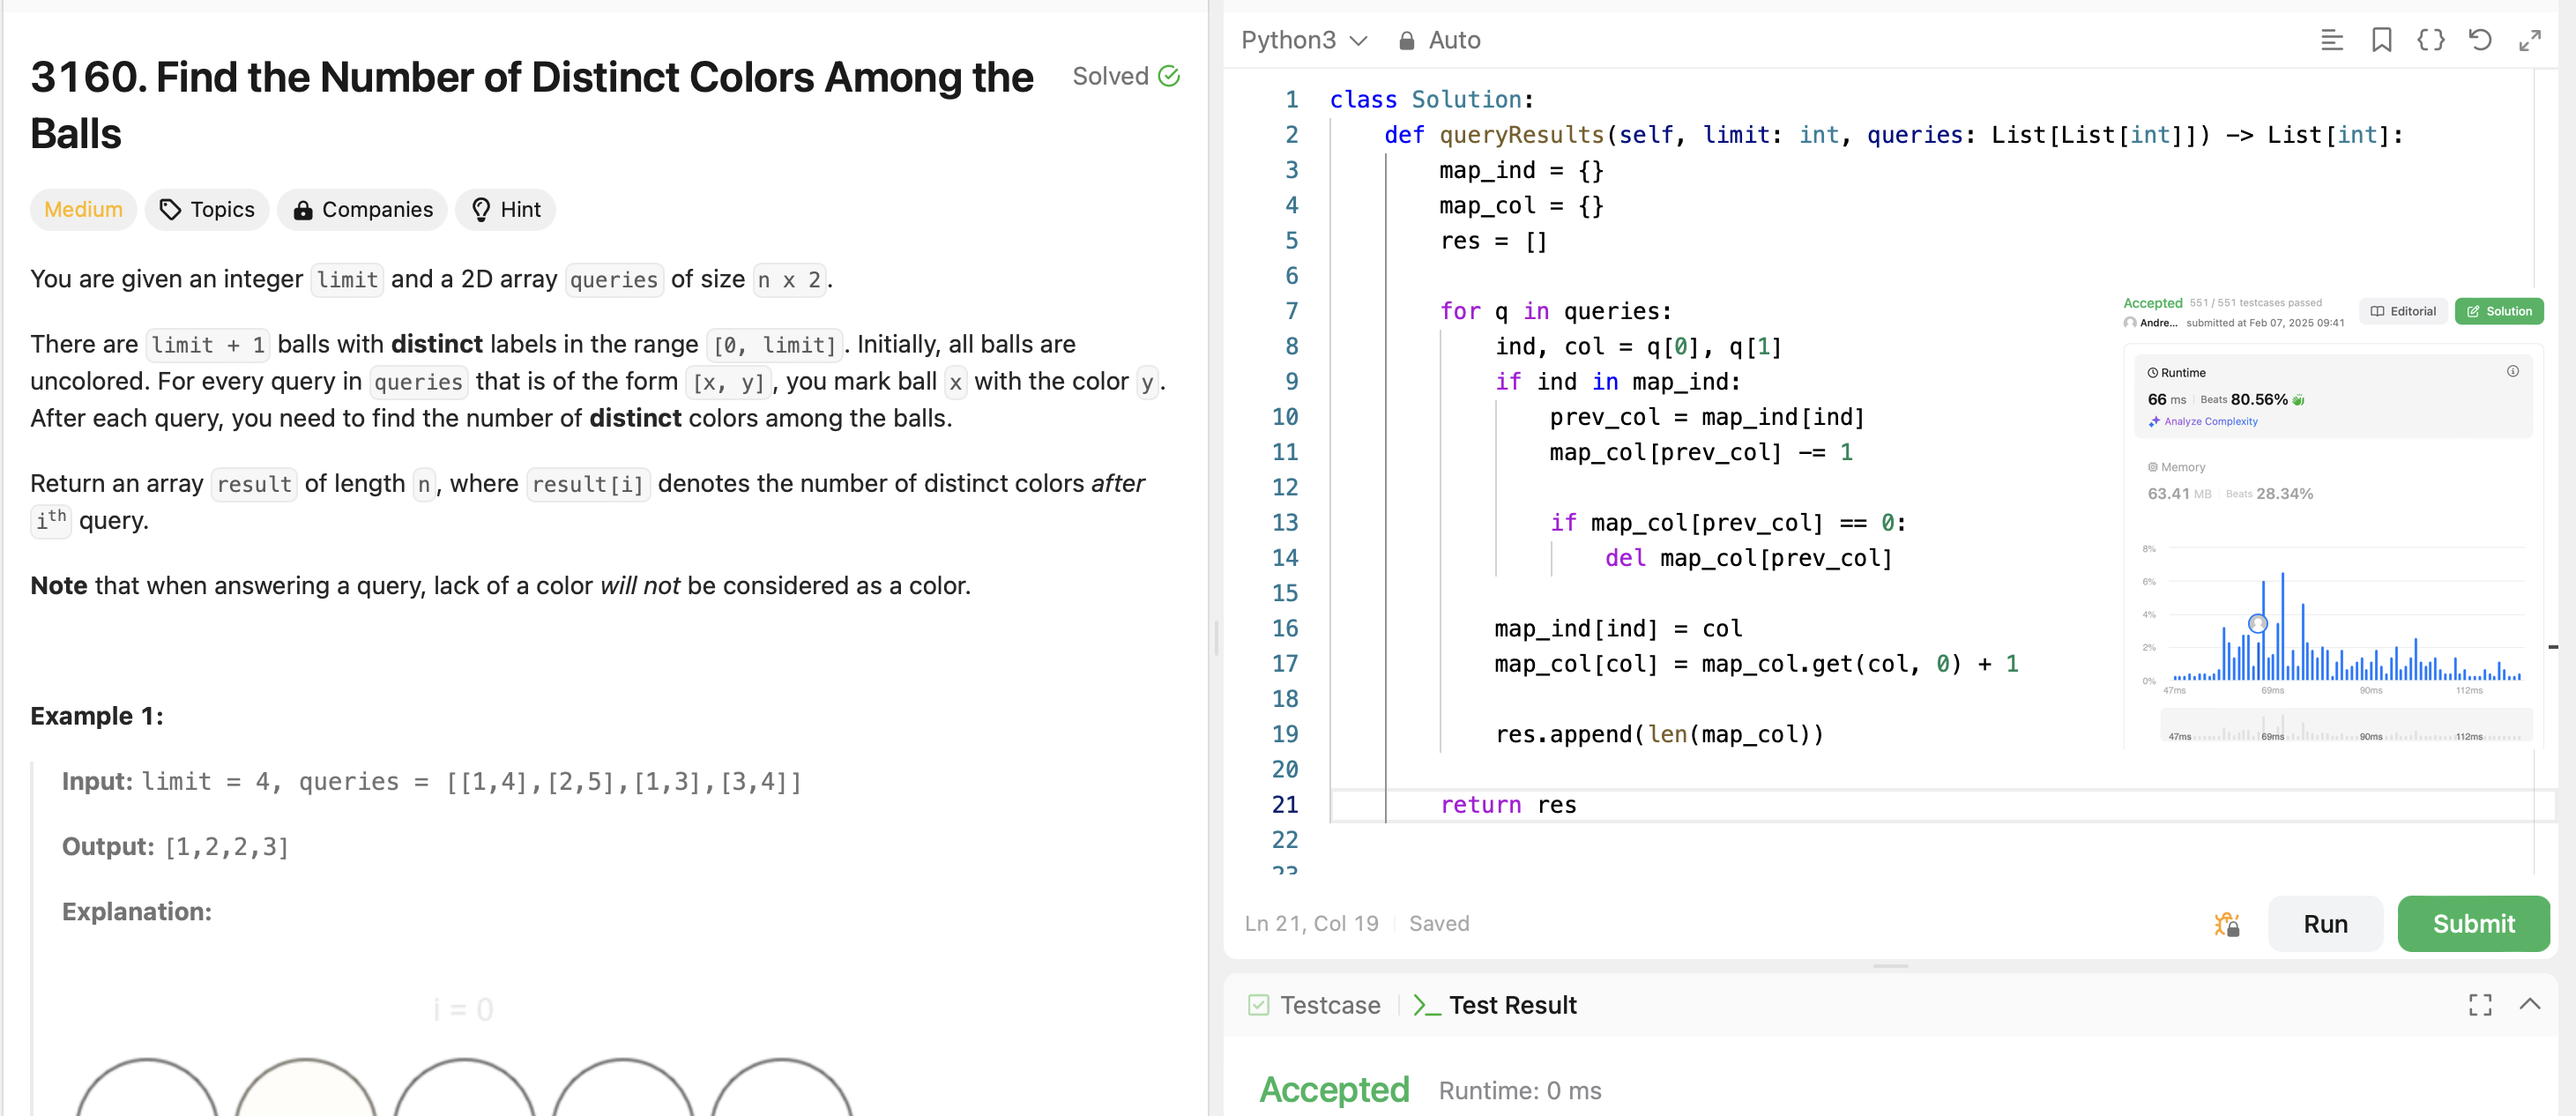 3160. Find the Number of Distinct Colors Among the
Balls
Solved
Medium
Topics
Companies
Hint
You are given an integer limit and a 2D array queries of size n x 2.
There are limit + 1 balls with distinct labels in the range [0, limit]. Initially, all balls are
uncolored. For every query in queries that is of the form [x, y], you mark ball x with the color y.
After each query, you need to find the number of distinct colors among the balls.
Return an array result of length n, where result[i] denotes the number of distinct colors after
ith query.
Note that when answering a query, lack of a color will not be considered as a color.
Example 1:
Input: limit = 4, queries = [[1,4],[2,5],[1,3],[3,4]]
Output: [1,2,2,3]
Explanation:
i = 0
Python3
Auto
1 class Solution:
2     def queryResults(self, limit: int, queries: List[List[int]]) -> List[int]:
3         map_ind = {}
4         map_col = {}
5         res = []
6
7         for q in queries:
8             ind, col = q[0], q[1]
9             if ind in map_ind:
10                 prev_col = map_ind[ind]
11                 map_col[prev_col] -= 1
12
13                 if map_col[prev_col] == 0:
14                     del map_col[prev_col]
15
16             map_ind[ind] = col
17             map_col[col] = map_col.get(col, 0) + 1
18
19             res.append(len(map_col))
20
21         return res
22
23
Accepted 551 / 551 testcases passed
Andre... submitted at Feb 07, 2025 09:41
Editorial
Solution
Runtime
66 ms Beats 80.56%
Analyze Complexity
Memory
63.41 MB Beats 28.34%
8%
6%
4%
2%
0%
47ms 69ms 90ms 112ms
47ms 69ms 90ms 112ms
Ln 21, Col 19 Saved
Run
Submit
Testcase
Test Result
Accepted Runtime: 0 ms